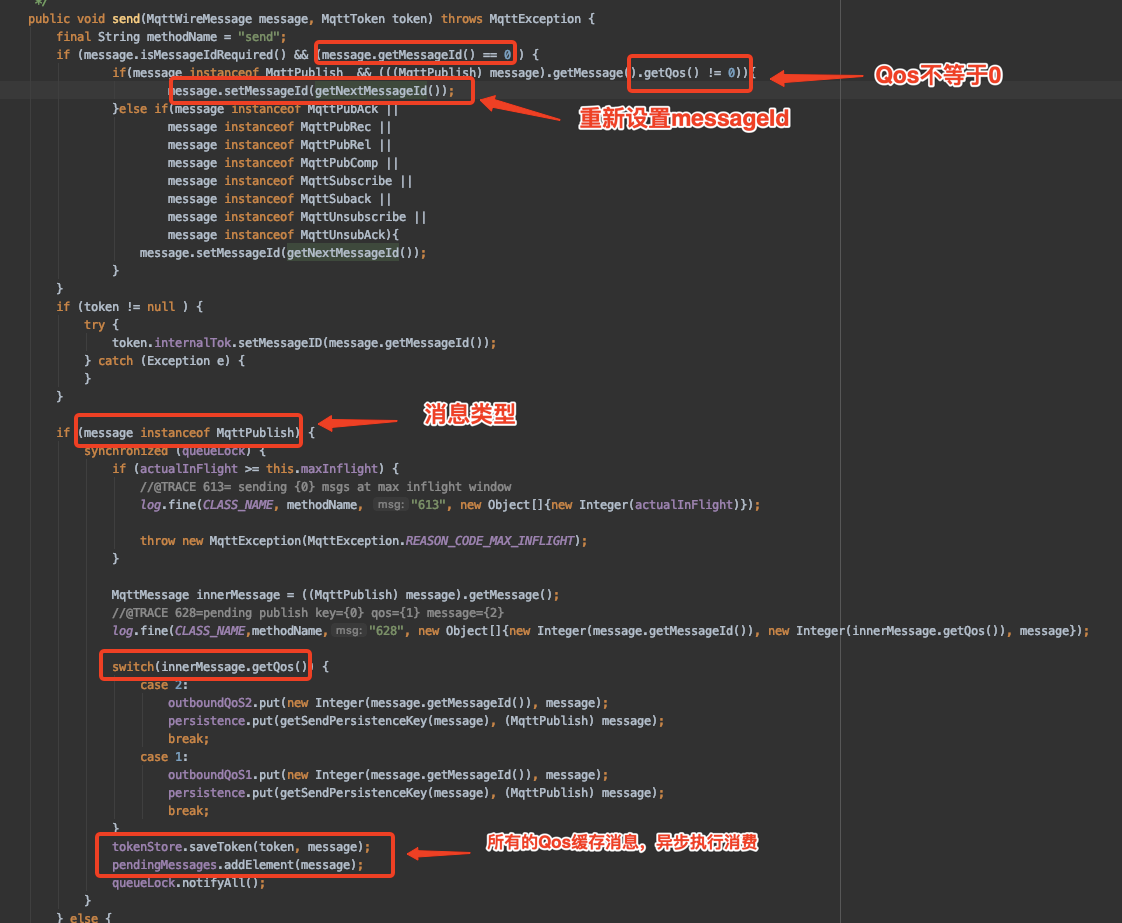 */
public void send(MqttWireMessage message, MqttToken token) throws MqttException {
final String methodName = "send";
if (message.isMessageIdRequired() && (message.getMessageId() == 0) {
if(message instanceof MqttPublish && (((MqttPublish) message).getMessage().getQos() != 0)){
Qos不等于0
message.setMessageId(getNextMessageId());
}else if(message instanceof MqttPubAck ||
重新设置messageId
message instanceof MqttPubRec ||
message instanceof MqttPubRel ||
message instanceof MqttPubComp ||
message instanceof MqttSubscribe ||
message instanceof MqttSuback ||
message instanceof MqttUnsubscribe ||
message instanceof MqttUnsubAck){
message.setMessageId(getNextMessageId());
}
}
if (token != null ) {
try {
token.internalTok.setMessageID(message.getMessageId());
} catch (Exception e) {
}
}
消息类型
if (message instanceof MqttPublish) {
synchronized (queueLock) {
if (actualInFlight >= this.maxInflight) {
//@TRACE 613= sending {0} msgs at max inflight window
log.fine(CLASS_NAME, methodName, msg: "613", new Object[]{new Integer(actualInFlight)});
throw new MqttException(MqttException.REASON_CODE_MAX_INFLIGHT);
}
MqttMessage innerMessage = ((MqttPublish) message).getMessage();
//@TRACE 628=pending publish key={0} qos={1} message={2}
log.fine(CLASS_NAME,methodName, msg: "628", new Object[]{new Integer(message.getMessageId()), new Integer(innerMessage.getQos()), message});
switch(innerMessage.getQos()) {
case 2:
outboundQoS2.put(new Integer(message.getMessageId()), message);
persistence.put(getSendPersistenceKey(message), (MqttPublish) message);
break;
case 1:
outboundQoS1.put(new Integer(message.getMessageId()), message);
persistence.put(getSendPersistenceKey(message), (MqttPublish) message);
break;
}
tokenStore.saveToken(token, message);
所有的Qos缓存消息，异步执行消费
pendingMessages.addElement(message);
queueLock.notifyAll();
}
} else {